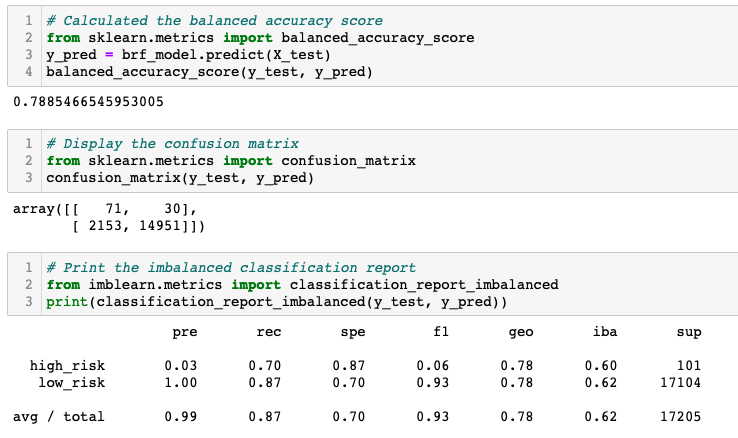 1 # Calculated the balanced accuracy score
2 from sklearn.metrics import balanced_accuracy_score
3 y_pred = brf_model.predict(X_test)
4 balanced_accuracy_score(y_test, y_pred)
0.7885466545953005
1 # Display the confusion matrix
2 from sklearn.metrics import confusion_matrix
3 confusion_matrix(y_test, y_pred)
array([[   71,    30],
       [ 2153, 14951]])
1 # Print the imbalanced classification report
2 from imblearn.metrics import classification_report_imbalanced
3 print(classification_report_imbalanced(y_test, y_pred))
pre rec spe f1 geo iba sup
high_risk 0.03 0.70 0.87 0.06 0.78 0.60 101
low_risk 1.00 0.87 0.70 0.93 0.78 0.62 17104
avg / total 0.99 0.87 0.70 0.93 0.78 0.62 17205